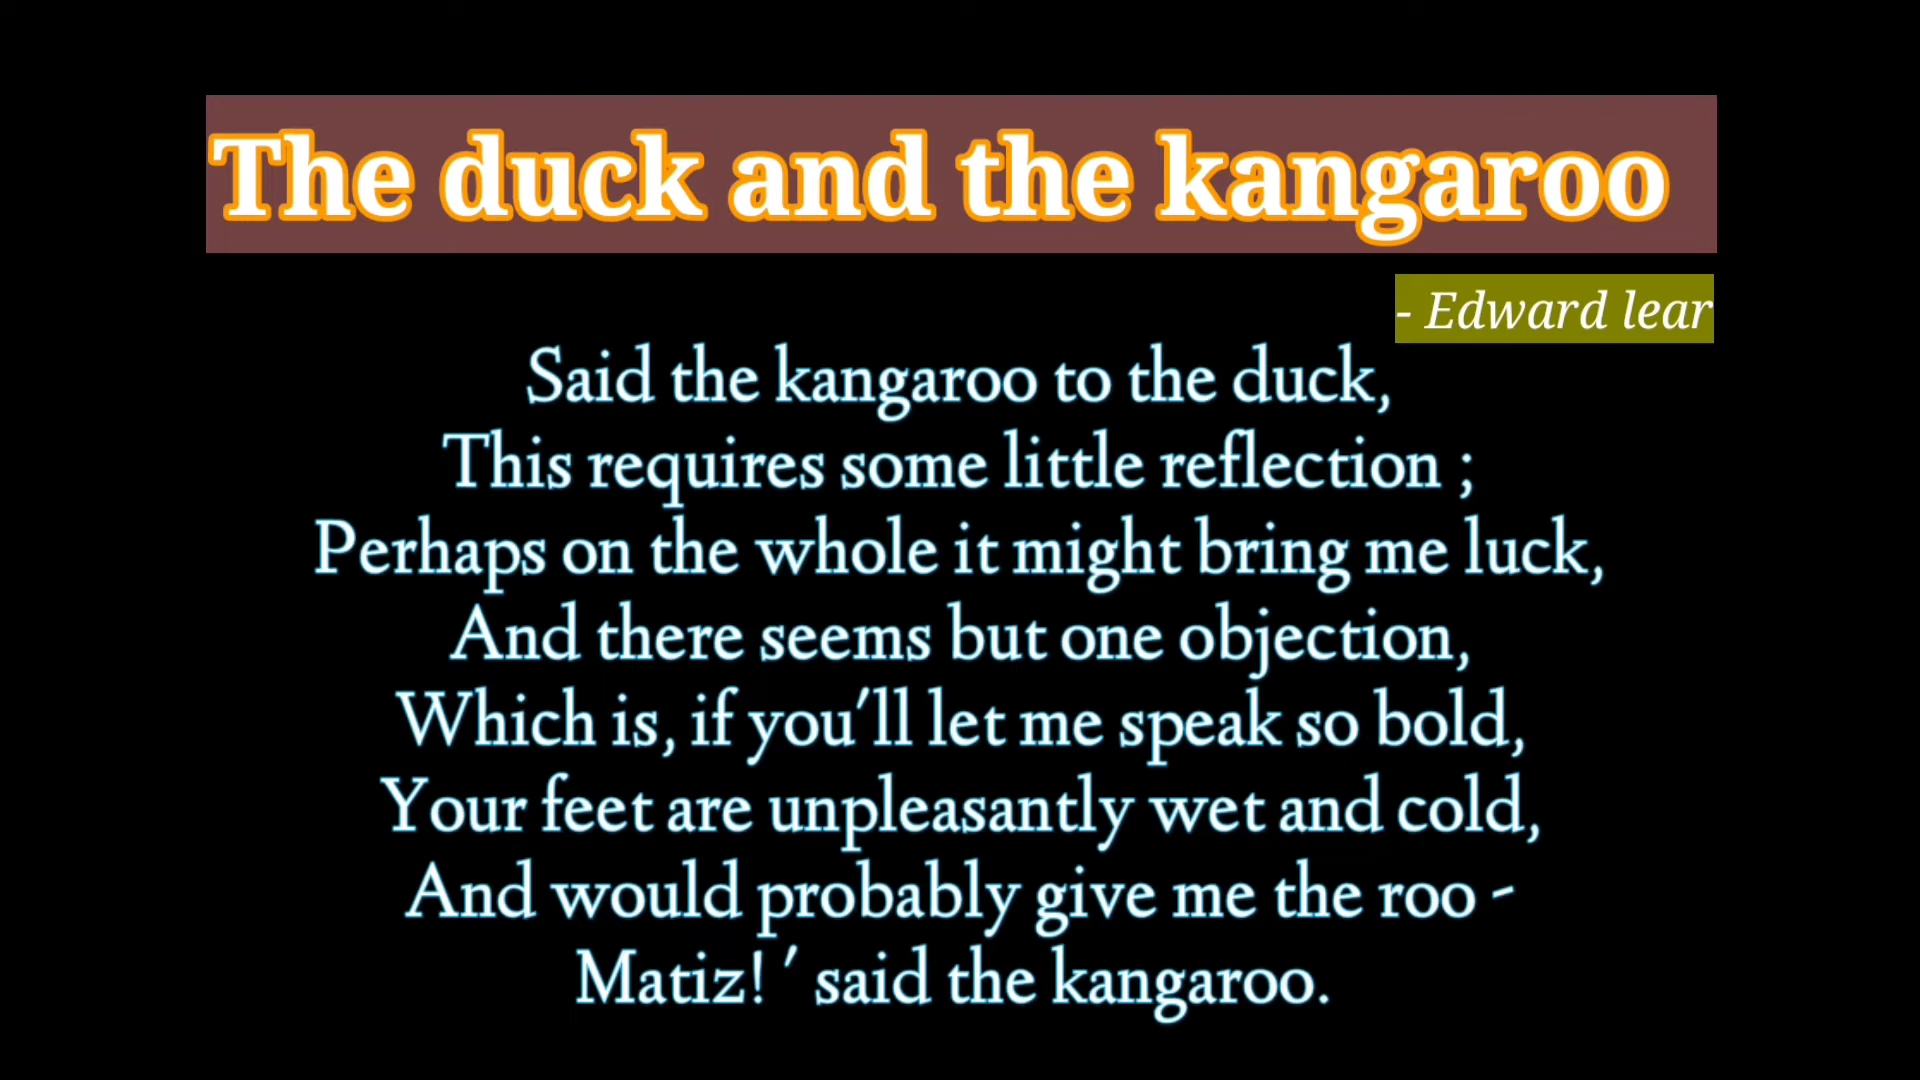 The duck and the kangaroo
- Edward lear
Said the kangaroo to the duck,
This requires some little reflection ;
Perhaps on the whole it might bring me luck,
And there seems but one objection,
Which is, if you'll let me speak so bold,
Your feet are unpleasantly wet and cold,
And would probably give me the roo -
Matiz! ' said the kangaroo.